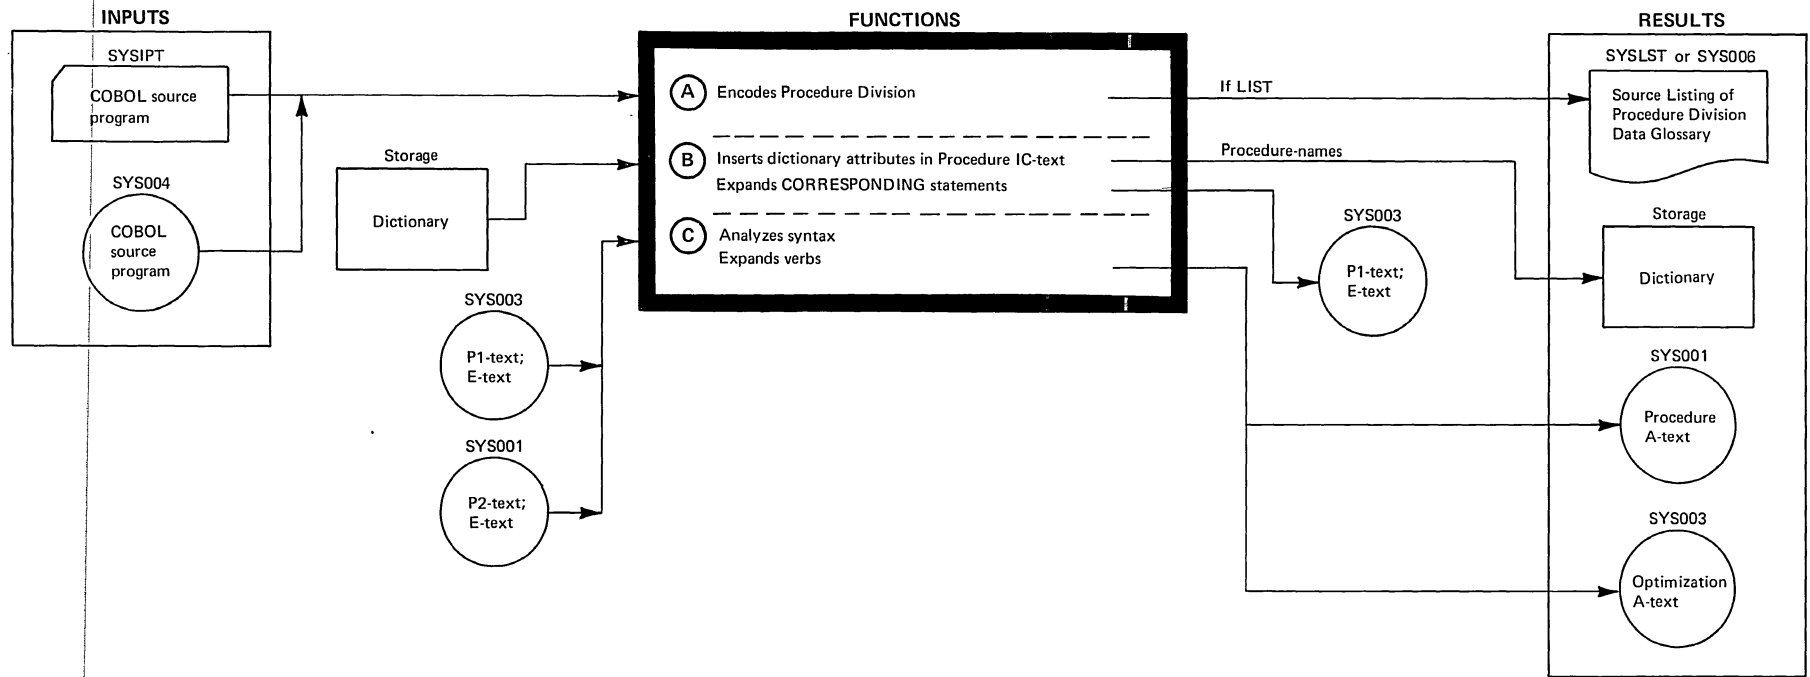 INPUTS
FUNCTIONS
RESULTS
SYSIPT
COBOL source
program
SYS004
COBOL
source
program
Storage
Dictionary
SYS003
P1-text;
E-text
SYS001
P2-text;
E-text
A Encodes Procedure Division
B Inserts dictionary attributes in Procedure IC-text
Expands CORRESPONDING statements
C Analyzes syntax
Expands verbs
If LIST
Procedure-names
SYS003
P1-text;
E-text
SYSLST or SYS006
Source Listing of
Procedure Division
Data Glossary
Storage
Dictionary
SYS001
Procedure
A-text
SYS003
Optimization
A-text